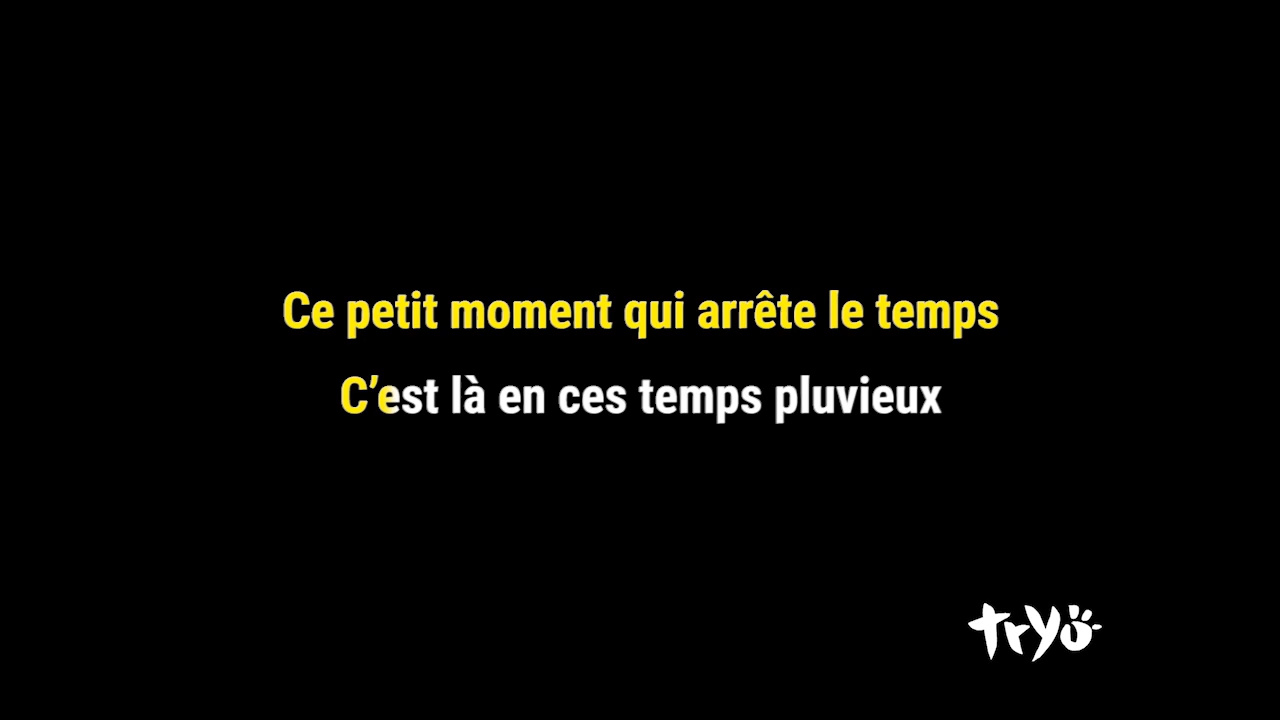 Ce petit moment qui arrête le temps
C’est là en ces temps pluvieux
tryo